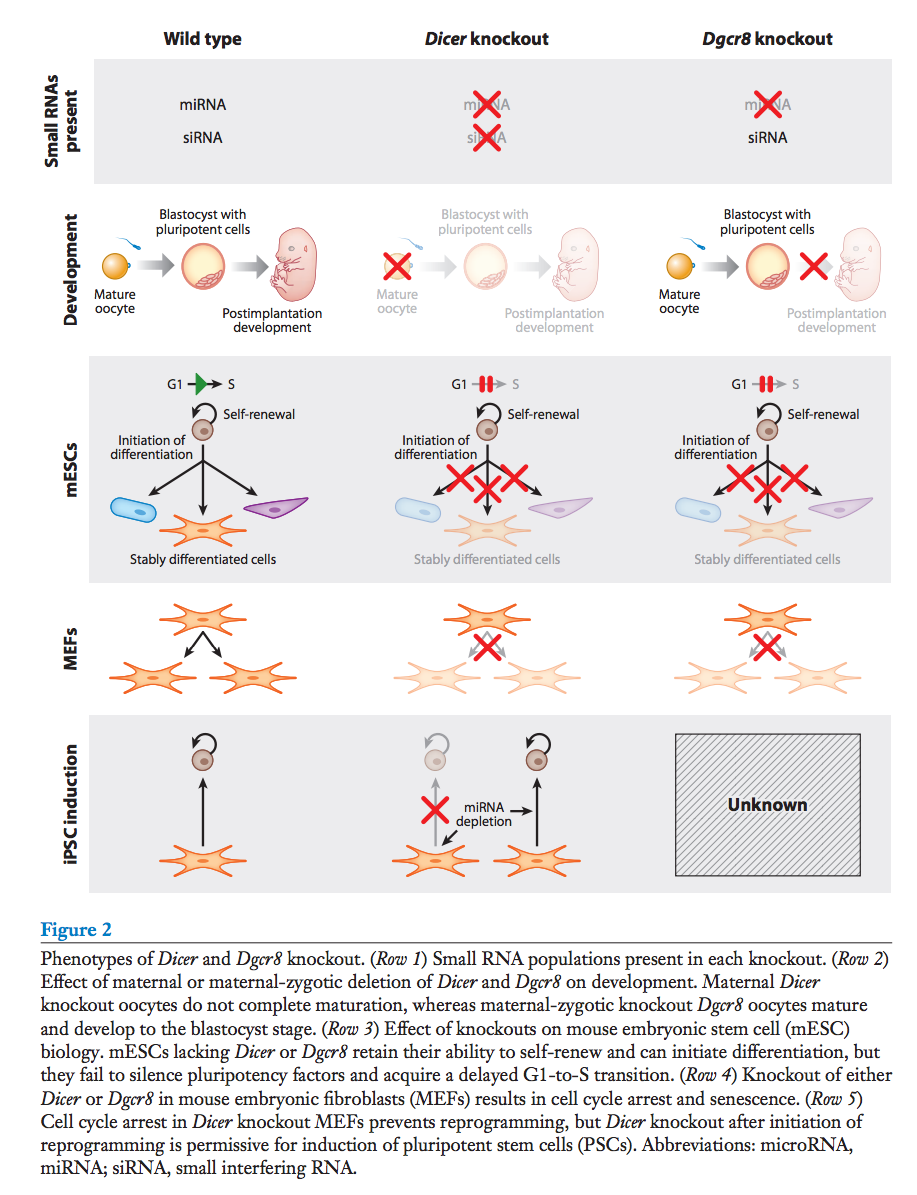 Wild type
Dicer knockout
Dgcr8 knockout
Small RNAs
present
miRNA
siRNA
miRNA
siRNA
miRNA
siRNA
Development
Blastocyst with
pluripotent cells
Mature
oocyte
Postimplantation
development
Blastocyst with
pluripotent cells
Mature
oocyte
Postimplantation
development
Blastocyst with
pluripotent cells
Mature
oocyte
Postimplantation
development
mESCs
G1 S
Self-renewal
Initiation of
differentiation
Stably differentiated cells
G1 S
Self-renewal
Initiation of
differentiation
Stably differentiated cells
G1 S
Self-renewal
Initiation of
differentiation
Stably differentiated cells
MEFs
iPSC induction
miRNA
depletion
Unknown
Figure 2
Phenotypes of Dicer and Dgcr8 knockout. (Row 1) Small RNA populations present in each knockout. (Row 2)
Effect of maternal or maternal-zygotic deletion of Dicer and Dgcr8 on development. Maternal Dicer
knockout oocytes do not complete maturation, whereas maternal-zygotic knockout Dgcr8 oocytes mature
and develop to the blastocyst stage. (Row 3) Effect of knockouts on mouse embryonic stem cell (mESC)
biology. mESCs lacking Dicer or Dgcr8 retain their ability to self-renew and can initiate differentiation, but
they fail to silence pluripotency factors and acquire a delayed G1-to-S transition. (Row 4) Knockout of either
Dicer or Dgcr8 in mouse embryonic fibroblasts (MEFs) results in cell cycle arrest and senescence. (Row 5)
Cell cycle arrest in Dicer knockout MEFs prevents reprogramming, but Dicer knockout after initiation of
reprogramming is permissive for induction of pluripotent stem cells (PSCs). Abbreviations: microRNA,
miRNA; siRNA, small interfering RNA.